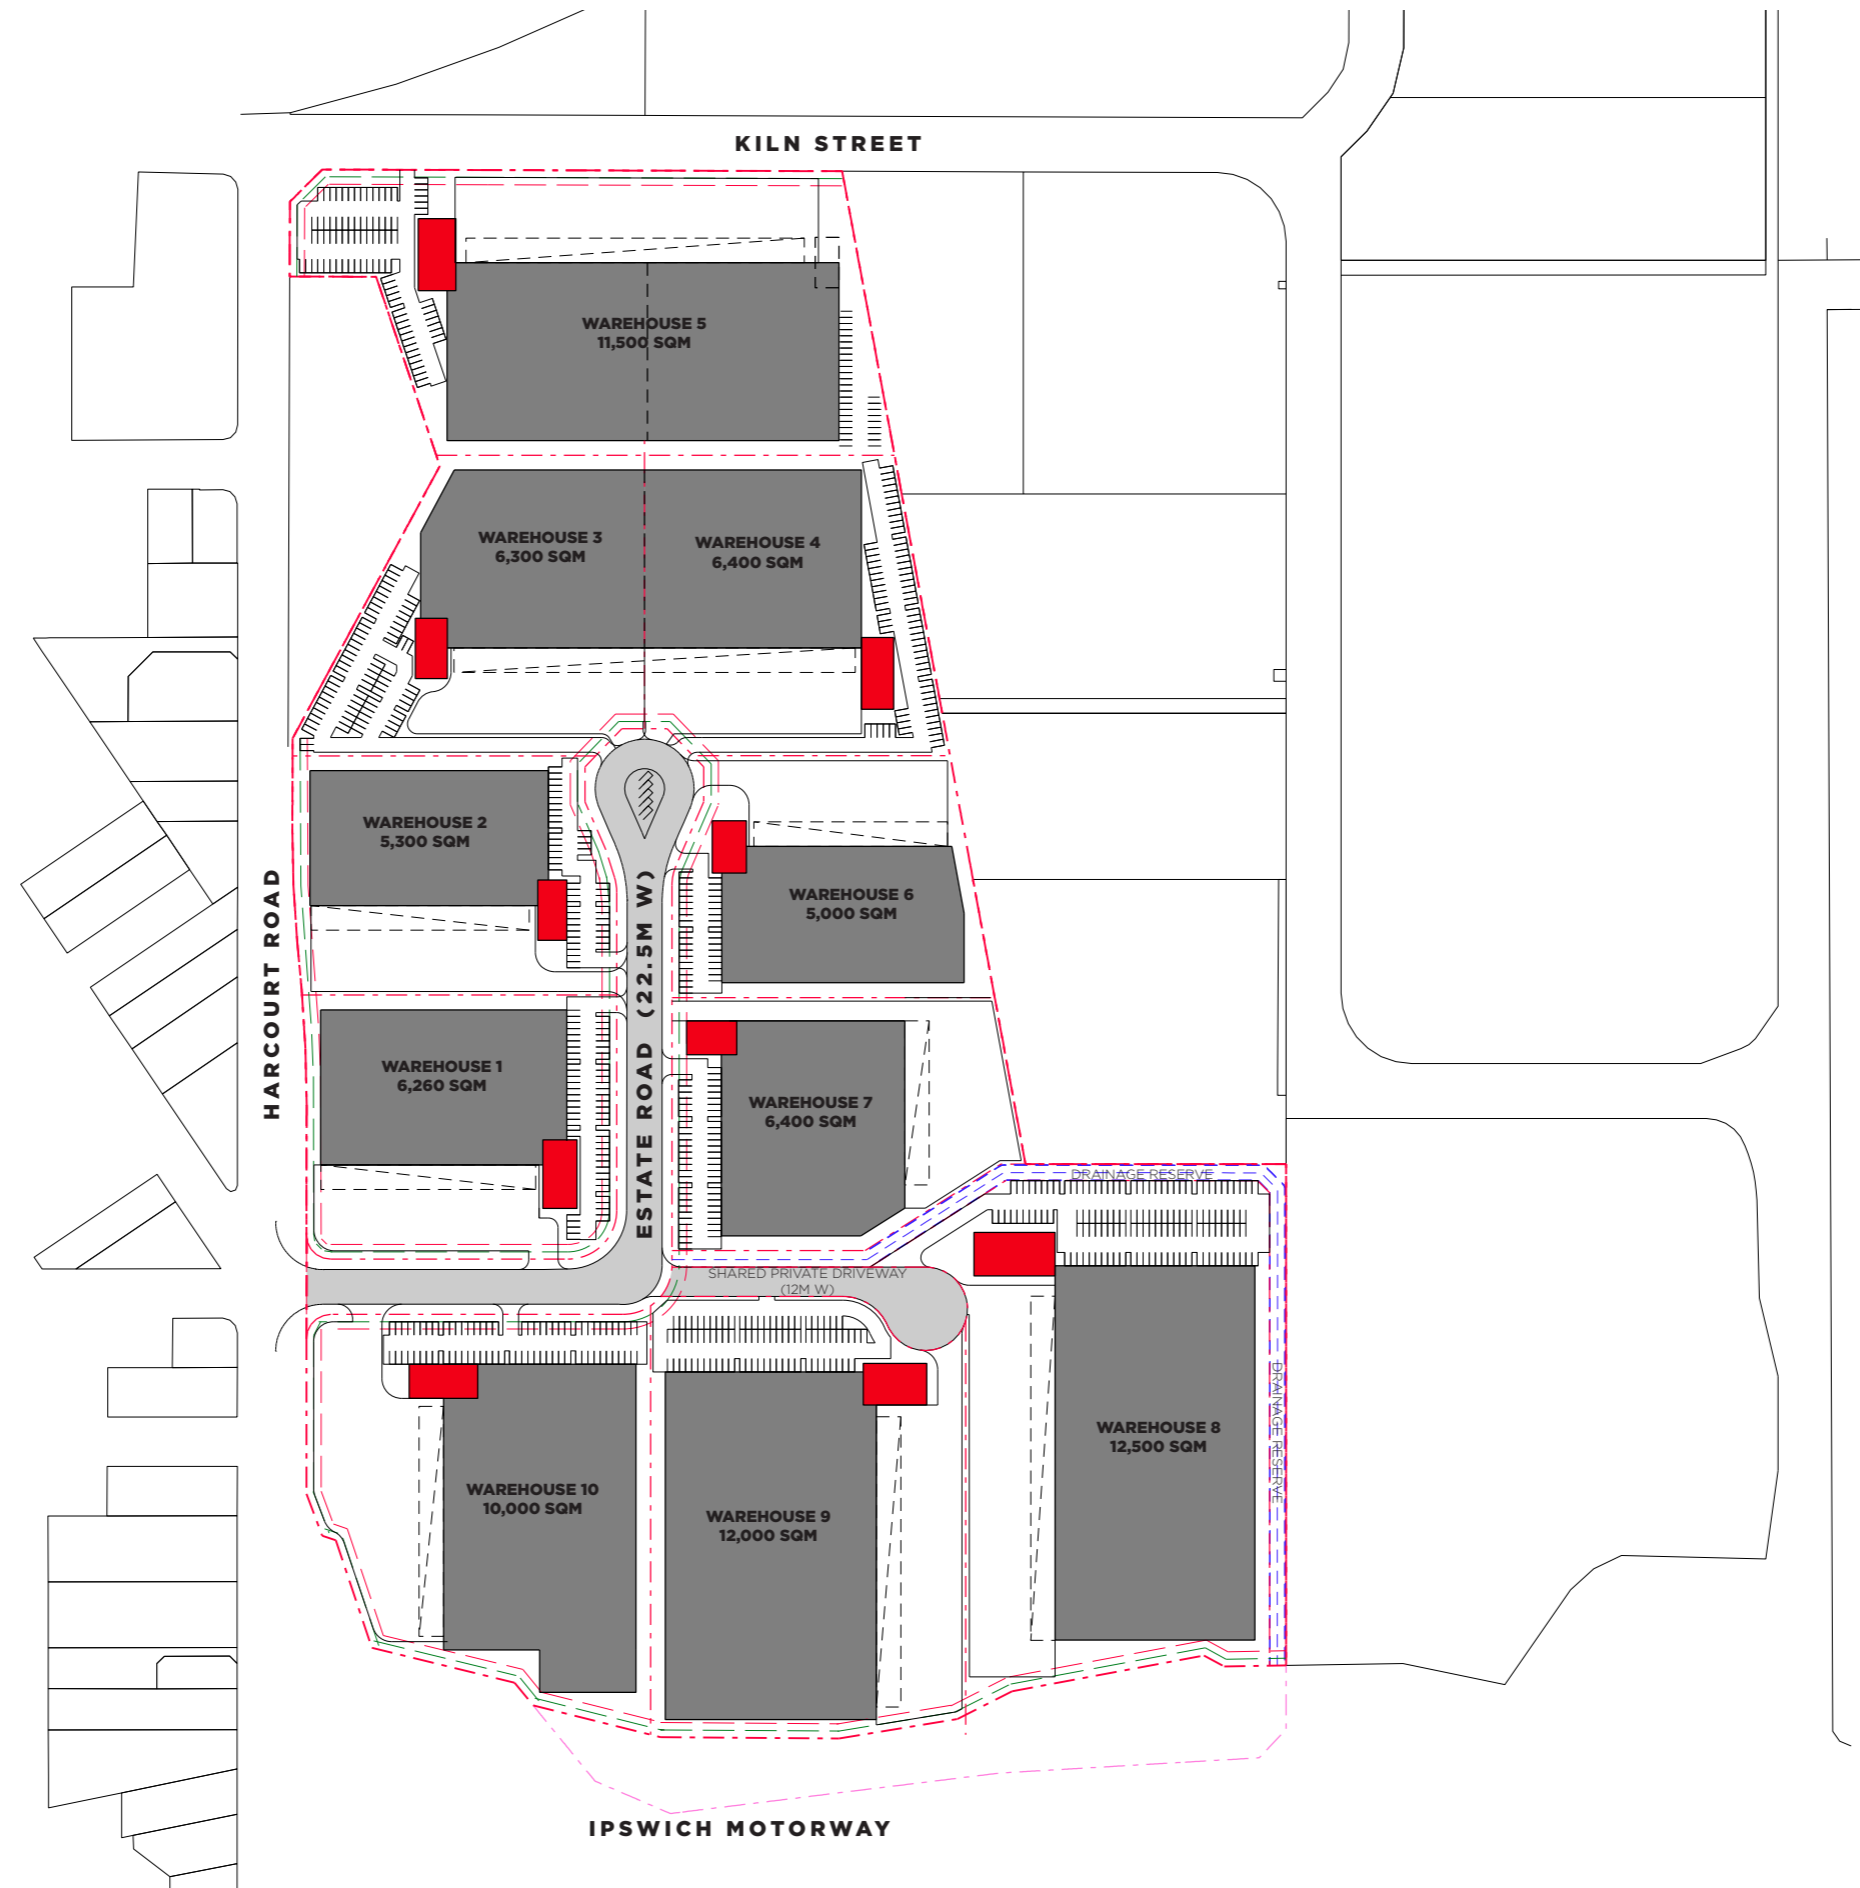 KILN STREET
WAREHOUSE 5
11,500 SQM
WAREHOUSE 3
6,300 SQM
WAREHOUSE 4
6,400 SQM
WAREHOUSE 2
5,300 SQM
WAREHOUSE 6
5,000 SQM
HARCOURT ROAD
ESTATE ROAD (22.5M W)
WAREHOUSE 1
6,260 SQM
WAREHOUSE 7
6,400 SQM
DRAINAGE RESERVE
SHARED PRIVATE DRIVEWAY
(12M W)
DRAINAGE RESERVE
WAREHOUSE 8
12,500 SQM
WAREHOUSE 10
10,000 SQM
WAREHOUSE 9
12,000 SQM
IPSWICH MOTORWAY